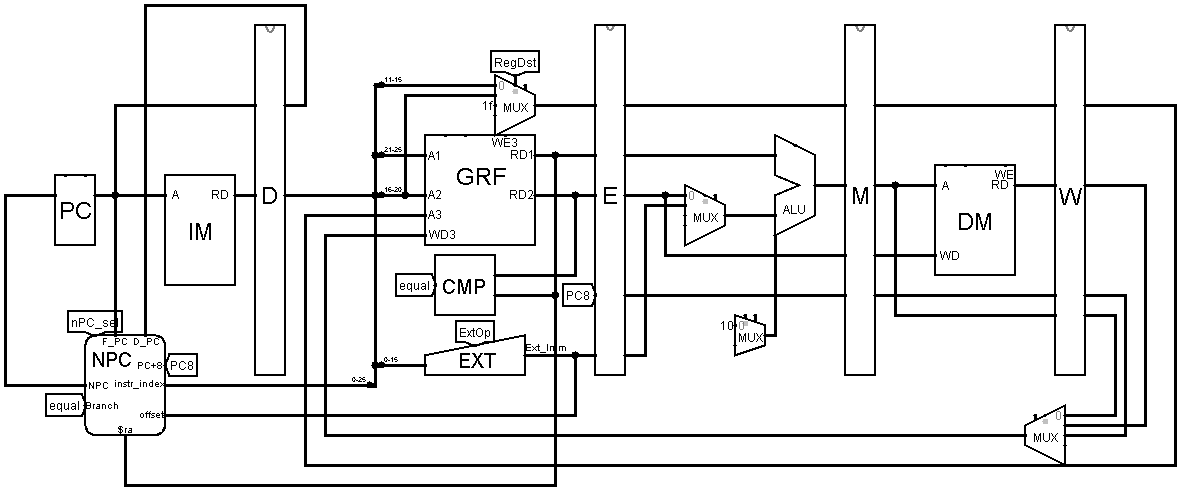 RegDst
11-15
0
1f
MUX
WE3
21-25
A1
RD1
GRF
16-20
A2
RD2
A3
WD3
PC
A
RD
IM
D
E
0
MUX
ALU
M
A
WE
RD
DM
WD
W
equal
CMP
PC8
nPC_sel
ExtOp
10
0
MUX
F_PC
D_PC
NPC
PC+8
PC8
0-15
EXT
Ext_Imm
NPC
instr_index
0-25
equal
Branch
offset
$ra
0
MUX